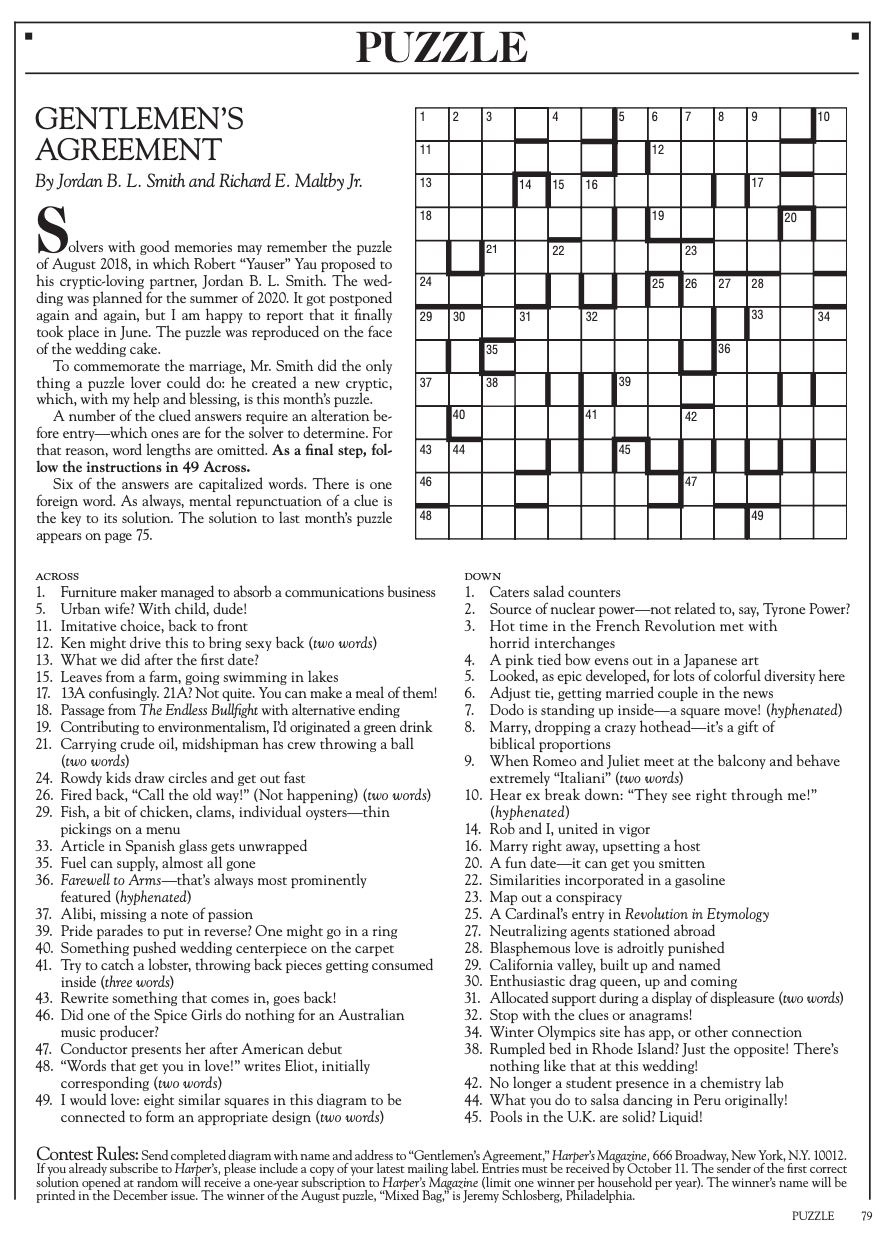 PUZZLE
GENTLEMEN'S
AGREEMENT
By Jordan B. L. Smith and Richard E. Maltby Jr.
Solvers with good memories may remember the puzzle
of August 2018, in which Robert “Yauser” Yau proposed to
his cryptic-loving partner, Jordan B. L. Smith. The wed-
ding was planned for the summer of 2020. It got postponed
again and again, but I am happy to report that it finally
took place in June. The puzzle was reproduced on the face
of the wedding cake.
To commemorate the marriage, Mr. Smith did the only
thing a puzzle lover could do: he created a new cryptic,
which, with my help and blessing, is this month's puzzle.
A number of the clued answers require an alteration be-
fore entry—which ones are for the solver to determine. For
that reason, word lengths are omitted. As a final step, fol-
low the instructions in 49 Across.
Six of the answers are capitalized words. There is one
foreign word. As always, mental repunctuation of a clue is
the key to its solution. The solution to last month's puzzle
appears on page 75.
1 2 3 4 5 6 7 8 9 10
11 12
13 14 15 16 17
18 19 20
21 22 23
24 25 26 27 28
29 30 31 32 33 34
35 36
37 38 39
40 41 42
43 44 45
46 47
48 49
ACROSS
1. Furniture maker managed to absorb a communications business
5. Urban wife? With child, dude!
11. Imitative choice, back to front
12. Ken might drive this to bring sexy back (two words)
13. What we did after the first date?
15. Leaves from a farm, going swimming in lakes
17. 13A confusingly. 21A? Not quite. You can make a meal of them!
18. Passage from The Endless Bullfight with alternative ending
19. Contributing to environmentalism, I'd originated a green drink
21. Carrying crude oil, midshipman has crew throwing a ball
(two words)
24. Rowdy kids draw circles and get out fast
26. Fired back, “Call the old way!” (Not happening) (two words)
29. Fish, a bit of chicken, clams, individual oysters—thin
pickings on a menu
33. Article in Spanish glass gets unwrapped
35. Fuel can supply, almost all gone
36. Farewell to Arms—that's always most prominently
featured (hyphenated)
37. Alibi, missing a note of passion
39. Pride parades to put in reverse? One might go in a ring
40. Something pushed wedding centerpiece on the carpet
41. Try to catch a lobster, throwing back pieces getting consumed
inside (three words)
43. Rewrite something that comes in, goes back!
46. Did one of the Spice Girls do nothing for an Australian
music producer?
47. Conductor presents her after American debut
48. “Words that get you in love!” writes Eliot, initially
corresponding (two words)
49. I would love: eight similar squares in this diagram to be
connected to form an appropriate design (two words)
DOWN
1. Caters salad counters
2. Source of nuclear power—not related to, say, Tyrone Power?
3. Hot time in the French Revolution met with
horrid interchanges
4. A pink tied bow evens out in a Japanese art
5. Looked, as epic developed, for lots of colorful diversity here
6. Adjust tie, getting married couple in the news
7. Dodo is standing up inside—a square move! (hyphenated)
8. Marry, dropping a crazy hothead—it's a gift of
biblical proportions
9. When Romeo and Juliet meet at the balcony and behave
extremely “Italiani” (two words)
10. Hear ex break down: “They see right through me!”
(hyphenated)
14. Rob and I, united in vigor
16. Marry right away, upsetting a host
20. A fun date—it can get you smitten
22. Similarities incorporated in a gasoline
23. Map out a conspiracy
25. A Cardinal's entry in Revolution in Etymology
27. Neutralizing agents stationed abroad
28. Blasphemous love is adroitly punished
29. California valley, built up and named
30. Enthusiastic drag queen, up and coming
31. Allocated support during a display of displeasure (two words)
32. Stop with the clues or anagrams!
34. Winter Olympics site has app, or other connection
38. Rumpled bed in Rhode Island? Just the opposite! There's
nothing like that at this wedding!
42. No longer a student presence in a chemistry lab
44. What you do to salsa dancing in Peru originally!
45. Pools in the U.K. are solid? Liquid!
Contest Rules: Send completed diagram with name and address to “Gentlemen's Agreement,” Harper's Magazine, 666 Broadway, New York, N.Y. 10012.
If you already subscribe to Harper's, please include a copy of your latest mailing label. Entries must be received by October 11. The sender of the first correct
solution opened at random will receive a one-year subscription to Harper's Magazine (limit one winner per household per year). The winner's name will be
printed in the December issue. The winner of the August puzzle, “Mixed Bag,” is Jeremy Schlosberg, Philadelphia.
PUZZLE 79